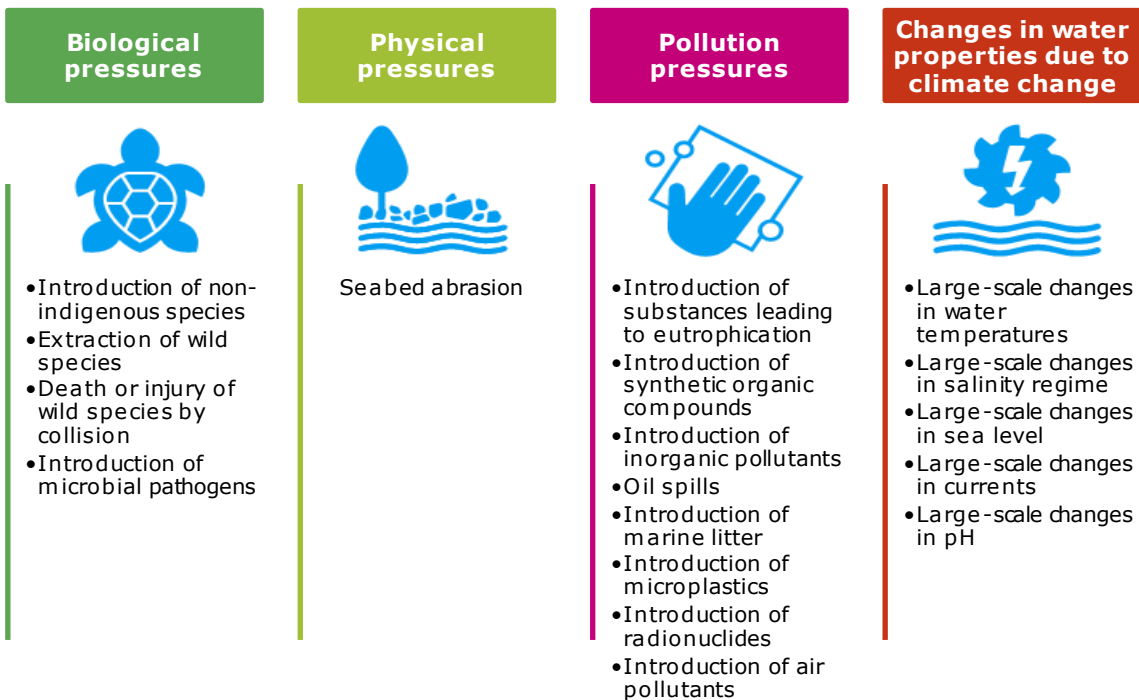 Biological
pressures
•Introduction of non-
indigenous species
•Extraction of wild
species
•Death or injury of
wild species by
collision
•Introduction of
microbial pathogens
Physical
pressures
Seabed abrasion
Pollution
pressures
•Introduction of
substances leading
to eutrophication
•Introduction of
synthetic organic
compounds
•Introduction of
inorganic pollutants
•Oil spills
•Introduction of
marine litter
•Introduction of
microplastics
•Introduction of
radionuclides
•Introduction of air
pollutants
Changes in water
properties due to
climate change
•Large-scale changes
in water
temperatures
•Large-scale changes
in salinity regime
•Large-scale changes
in sea level
•Large-scale changes
in currents
•Large-scale changes
in pH